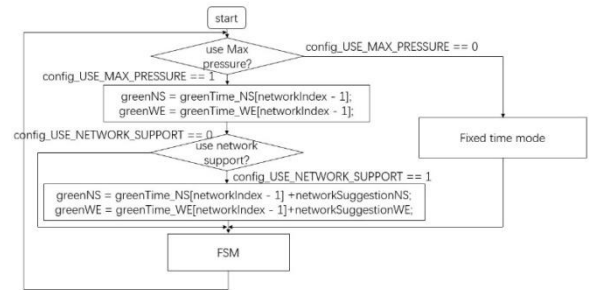 start
use Max
pressure?
config_USE_MAX_PRESSURE == 0
config_USE_MAX_PRESSURE == 1
greenNS = greenTime_NS[networkIndex - 1];
greenWE = greenTime_WE[networkIndex - 1];
config_USE_NETWORK_SUPPORT == 0
use network
support?
Fixed time mode
config_USE_NETWORK_SUPPORT == 1
greenNS = greenTime_NS[networkIndex - 1] +networkSuggestionNS;
greenWE = greenTime_WE[networkIndex - 1]+networkSuggestionWE;
FSM